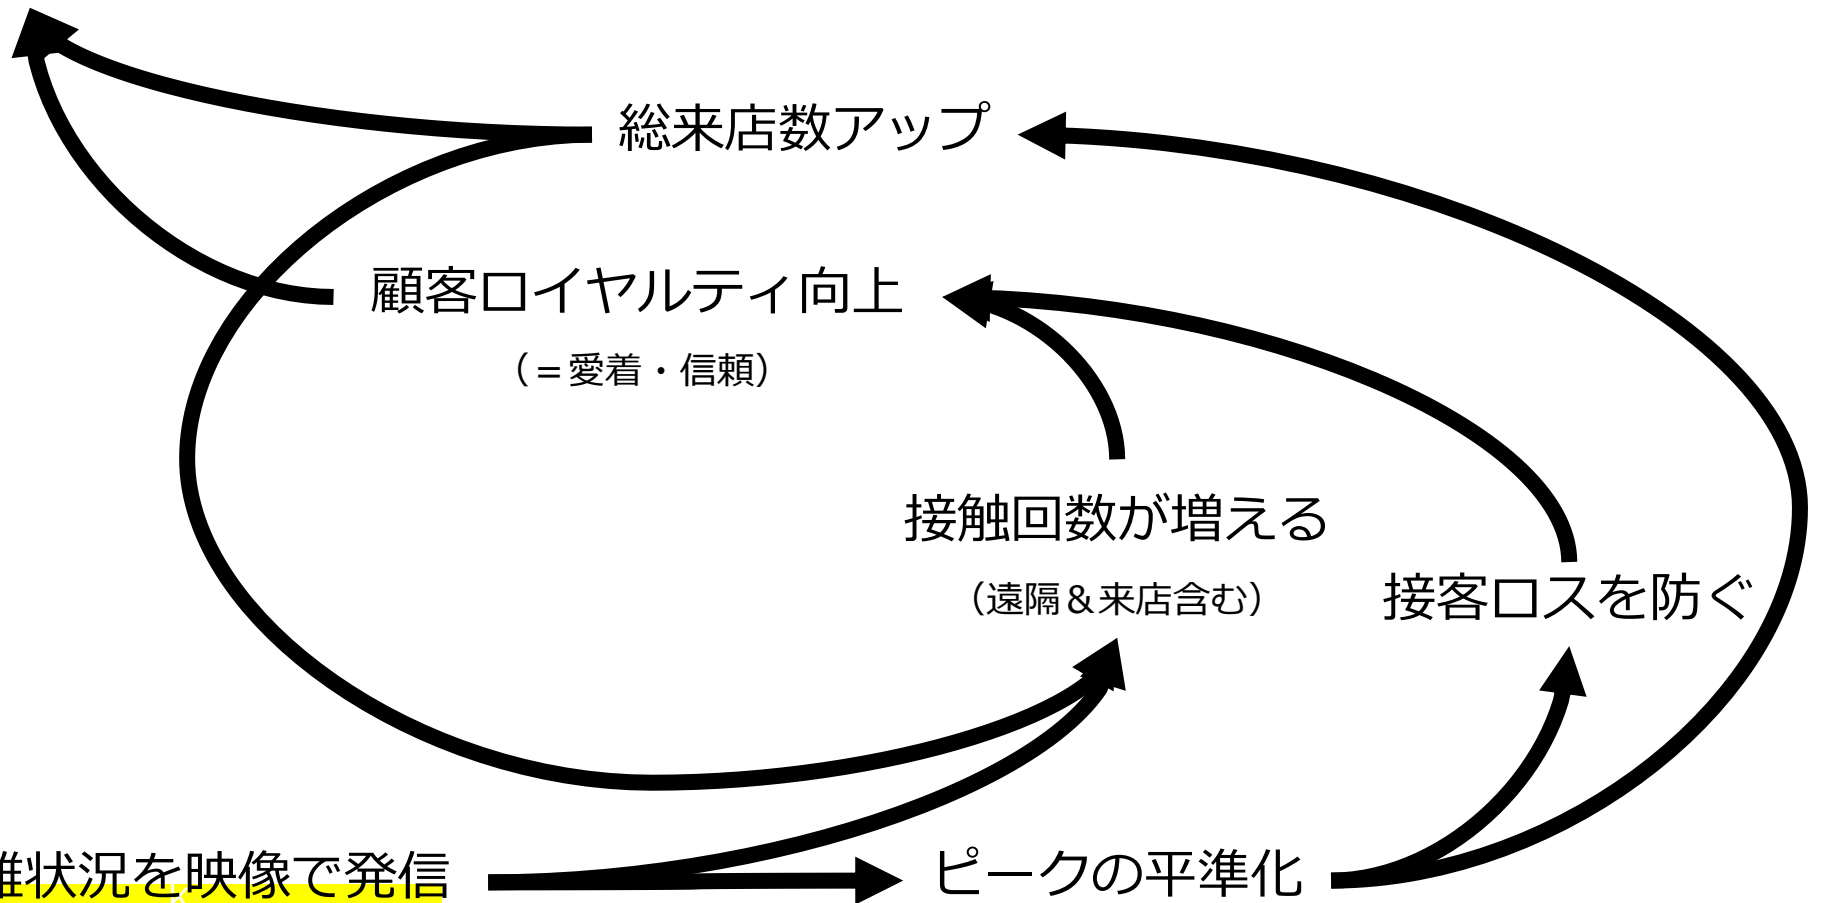 総来店数アップ
顧客ロイヤルティ向上
（＝愛着・信頼）
接触回数が増える
（遠隔＆来店含む）
接客ロスを防ぐ
状況を映像で発信
ピークの平準化